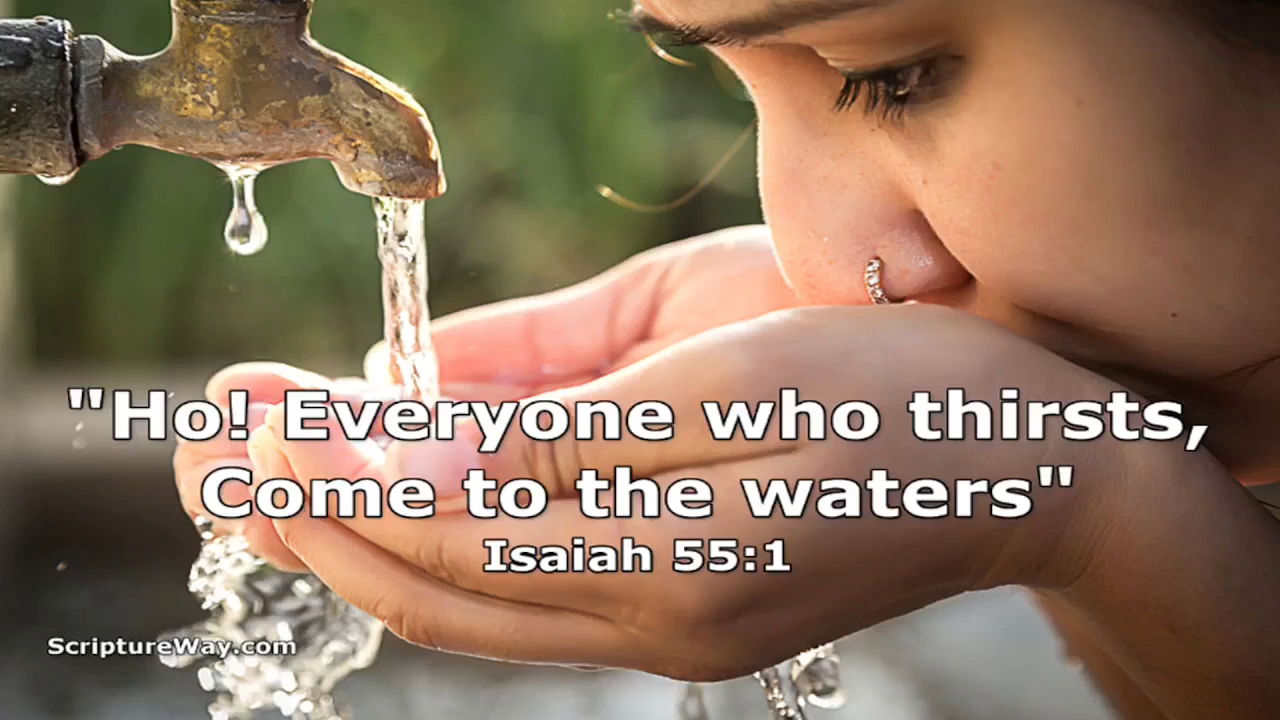 "Ho! Everyone who thirsts,
Come to the waters"
Isaiah 55:1
ScriptureWay.com